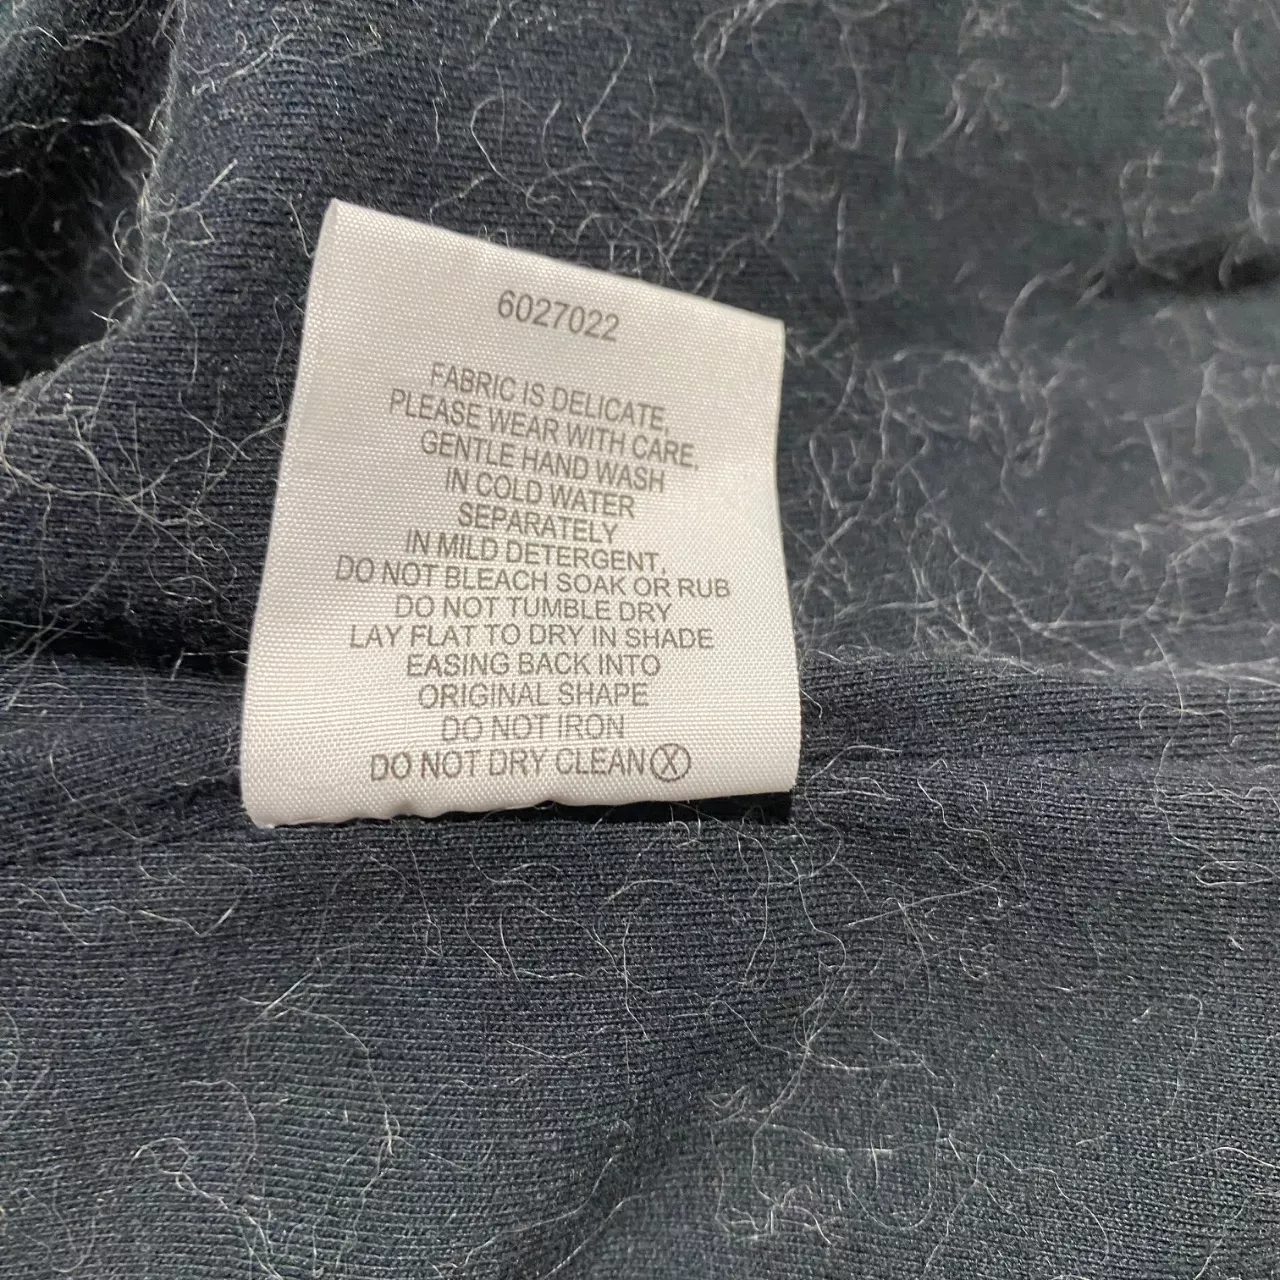 6027022
FABRIC IS DELICATE,
PLEASE WEAR WITH CARE,
GENTLE HAND WASH
IN COLD WATER
SEPARATELY
IN MILD DETERGENT,
DO NOT BLEACH SOAK OR RUB
DO NOT TUMBLE DRY
LAY FLAT TO DRY IN SHADE
EASING BACK INTO
ORIGINAL SHAPE
DO NOT IRON
DO NOT DRY CLEAN Ⓧ